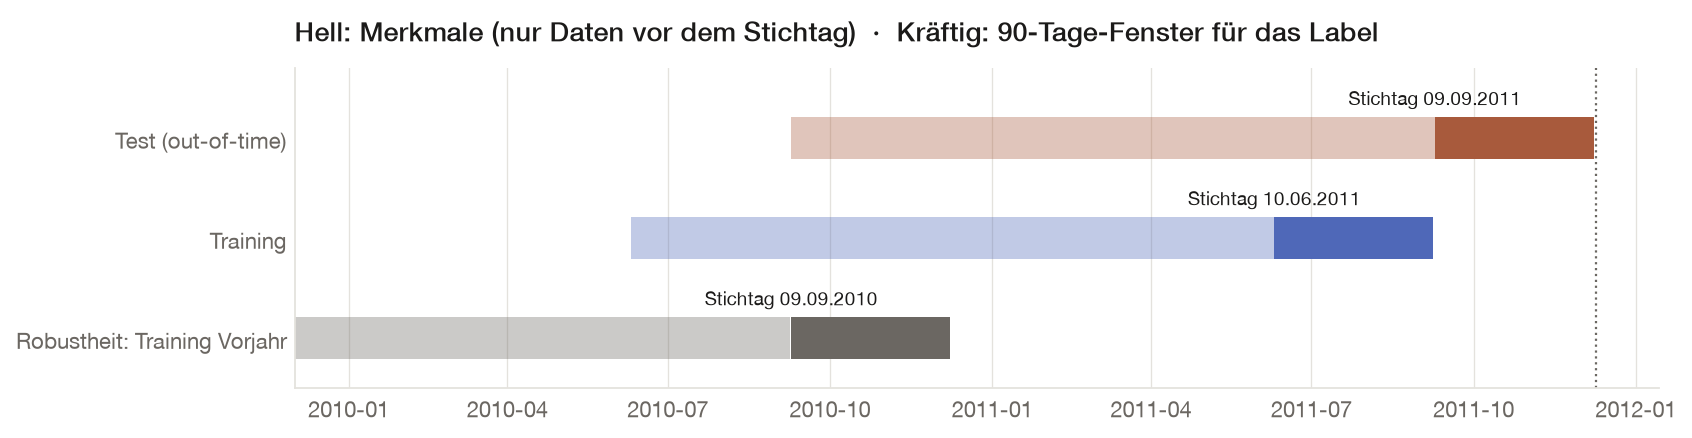 Hell: Merkmale (nur Daten vor dem Stichtag)  ·  Kräftig: 90-Tage-Fenster für das Label
Stichtag 09.09.2011
Test (out-of-time)
Stichtag 10.06.2011
Training
Stichtag 09.09.2010
Robustheit: Training Vorjahr
2010-01 2010-04 2010-07 2010-10 2011-01 2011-04 2011-07 2011-10 2012-01